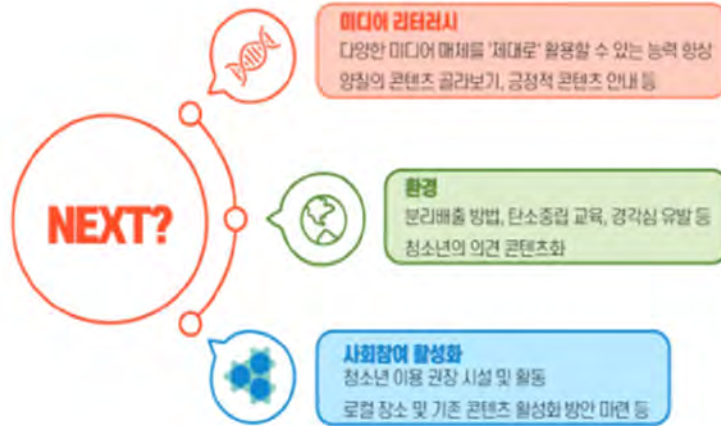 미디어 리터러시
다양한 미디어 매체를 '제대로' 활용할 수 있는 능력 향상
양질의 콘텐츠 골라보기, 긍정적 콘텐츠 안내 등
NEXT?
환경
분리배출 방법, 탄소중립 교육, 경각심 유발 등
청소년의 의견 콘텐츠화
사회참여 활성화
청소년 이용 권장 시설 및 활동
로컬 장소 및 기존 콘텐츠 활성화 방안 마련 등